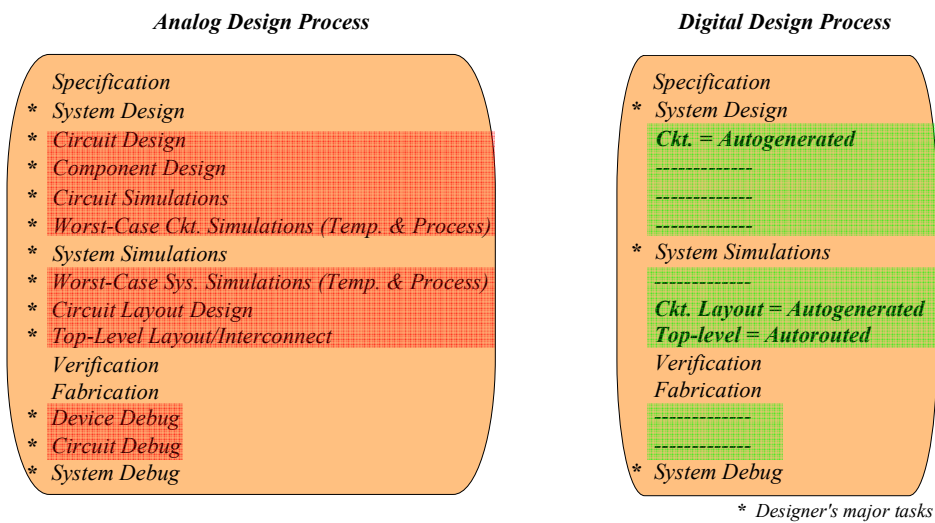 Analog Design Process
Specification
* System Design
* Circuit Design
* Component Design
* Circuit Simulations
* Worst-Case Ckt. Simulations (Temp. & Process)
* System Simulations
* Worst-Case Sys. Simulations (Temp. & Process)
* Circuit Layout Design
* Top-Level Layout/Interconnect
Verification
Fabrication
* Device Debug
* Circuit Debug
* System Debug
Digital Design Process
Specification
* System Design
Ckt. = Autogenerated
-------------
-------------
-------------
* System Simulations
-------------
Ckt. Layout = Autogenerated
Top-level = Autorouted
Verification
Fabrication
-------------
-------------
* System Debug
* Designer's major tasks